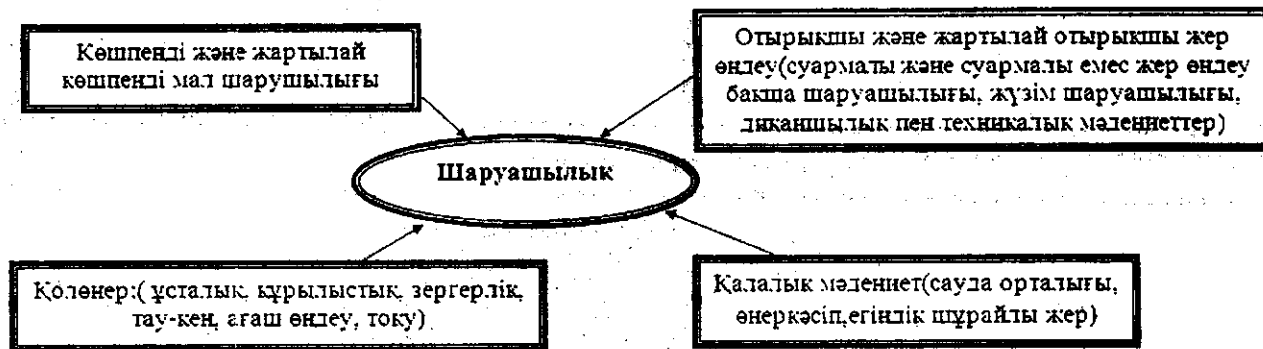 Көшпенді және жартылай
көшпенді мал шарушылығы
Отырықшы және жартылай отырықшы жер
өңдеу(суармалы және суармалы емес жер өңдеу
бақша шаруашылығы, жүзім шаруашылығы,
диқаншылық пен техникалық мәдениеттер)
Шаруашылық
Қолөнер:( ұсталық, құрылыстық, зергерлік,
тау-кен, ағаш өңдеу, тоқу)
Қалалық мәдениет(сауда орталығы,
өнеркәсіп,егіндік шұрайлы жер)